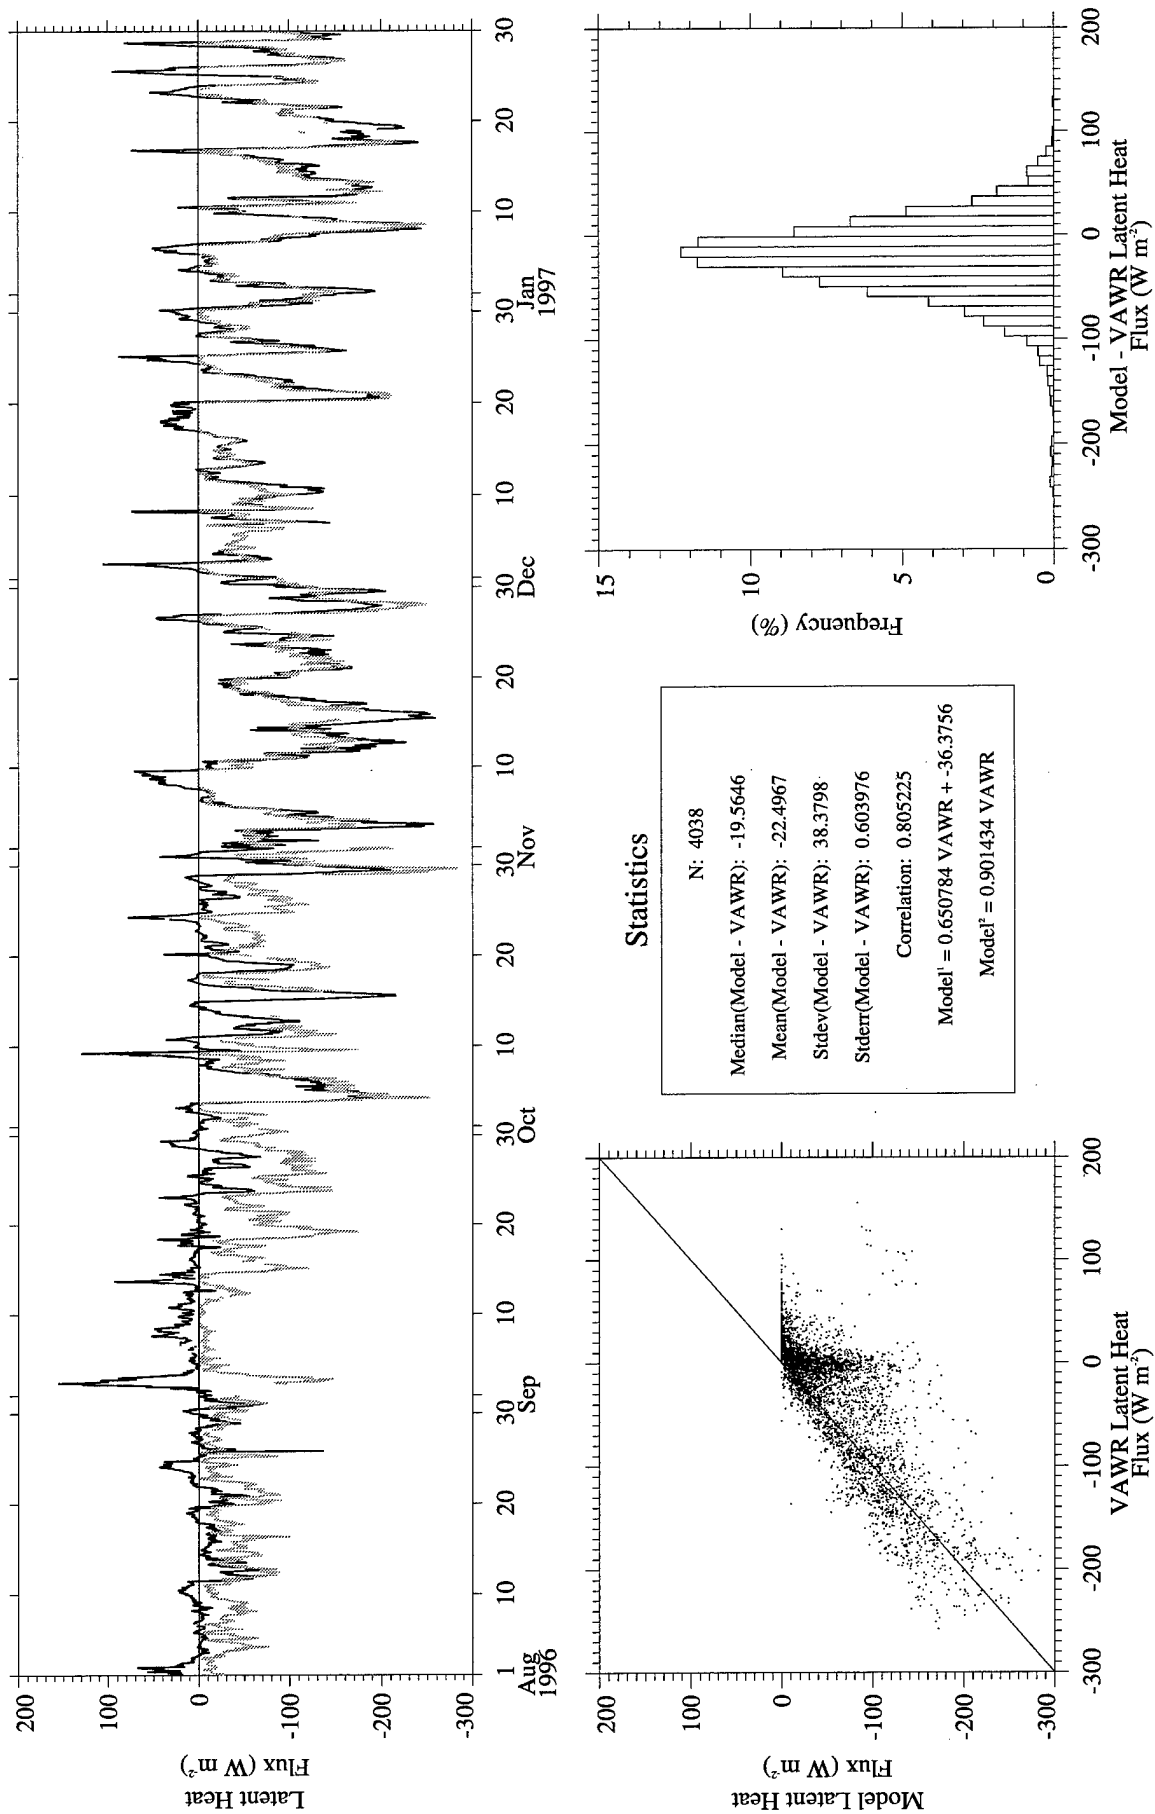 200
100
0
-100
-200
-300
Latent Heat
Flux (W m-2)
1
10
20
30
10
20
30
10
20
30
10
20
30
10
20
30
10
20
30
Aug
1996
Sep
Oct
Nov
Dec
Jan
1997
200
100
0
-100
-200
-300
Model Latent Heat
Flux (W m-2)
-300
-200
-100
0
100
200
VAWR Latent Heat
Flux (W m-2)
Statistics
N: 4038
Median(Model - VAWR): -19.5646
Mean(Model - VAWR): -22.4967
Stdev(Model - VAWR): 38.3798
Stderr(Model - VAWR): 0.603976
Correlation: 0.805225
Model¹ = 0.650784 VAWR + -36.3756
Model² = 0.901434 VAWR
15
10
5
0
Frequency (%)
-300
-200
-100
0
100
200
Model - VAWR Latent Heat
Flux (W m-2)